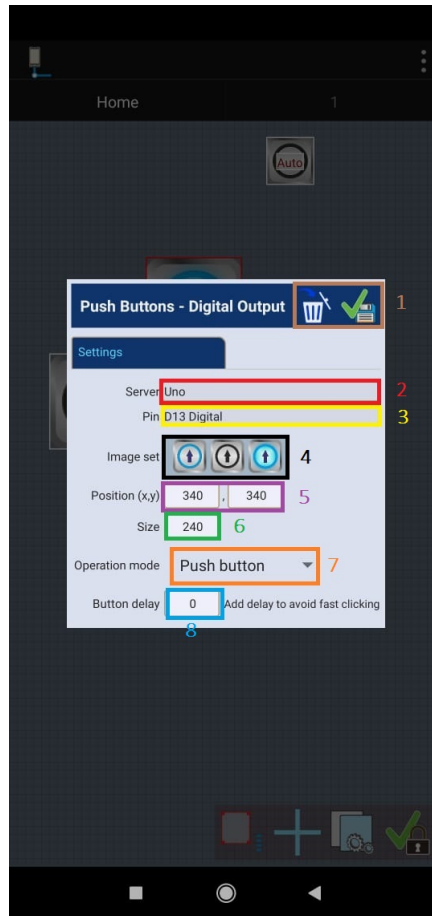 Home 1
Auto
Push Buttons - Digital Output 1
Settings
Server Uno 2
Pin D13 Digital 3
Image set 4
Position (x,y) 340 , 340 5
Size 240 6
Operation mode Push button 7
Button delay 0 Add delay to avoid fast clicking
8